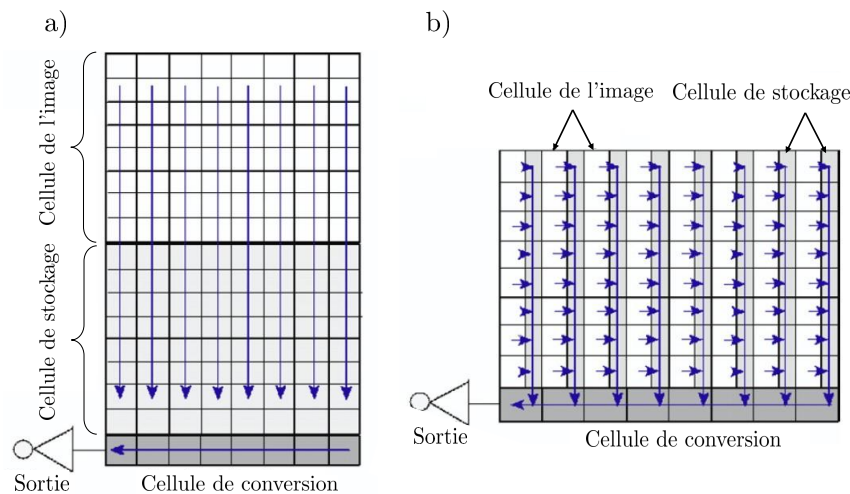 a)
Cellule de l'image
Cellule de stockage
Sortie
Cellule de conversion
b)
Cellule de l'image
Cellule de stockage
Sortie
Cellule de conversion